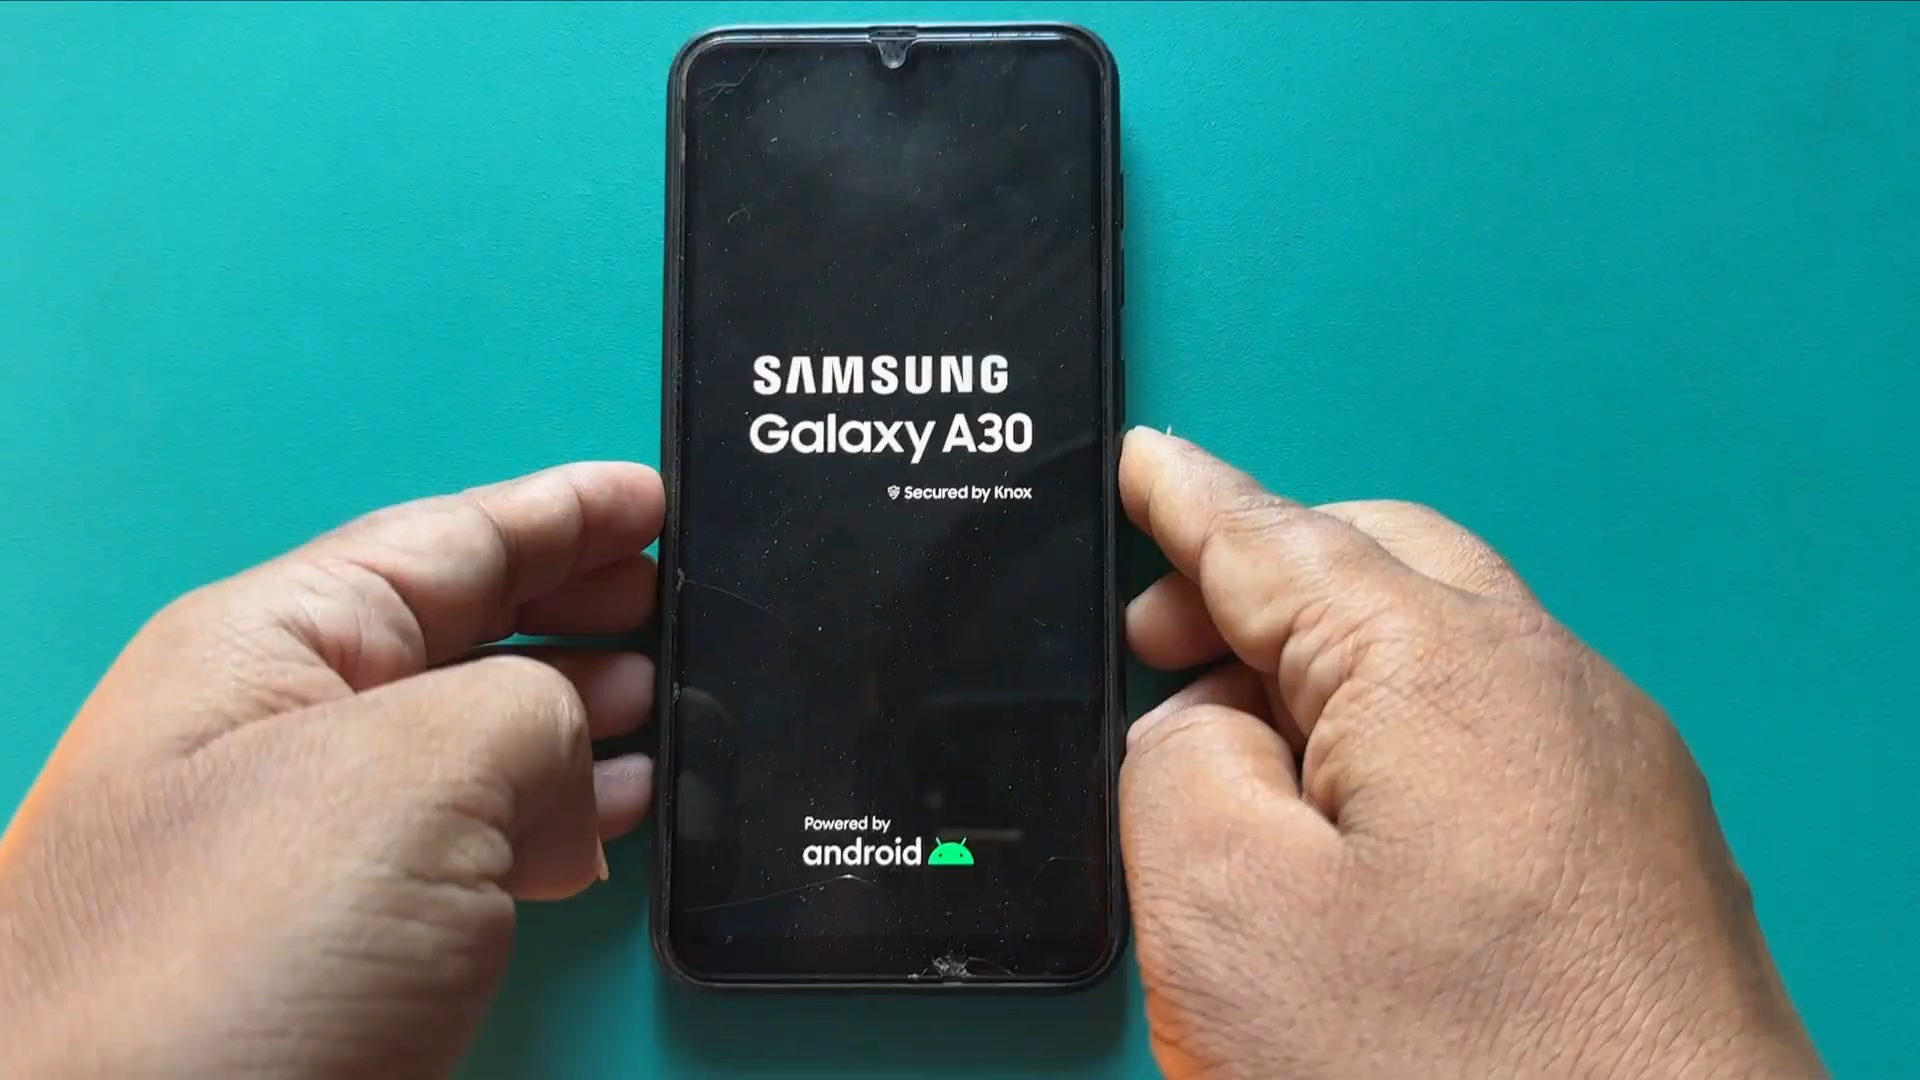 SAMSUNG
Galaxy A30
Secured by Knox
Powered by
android